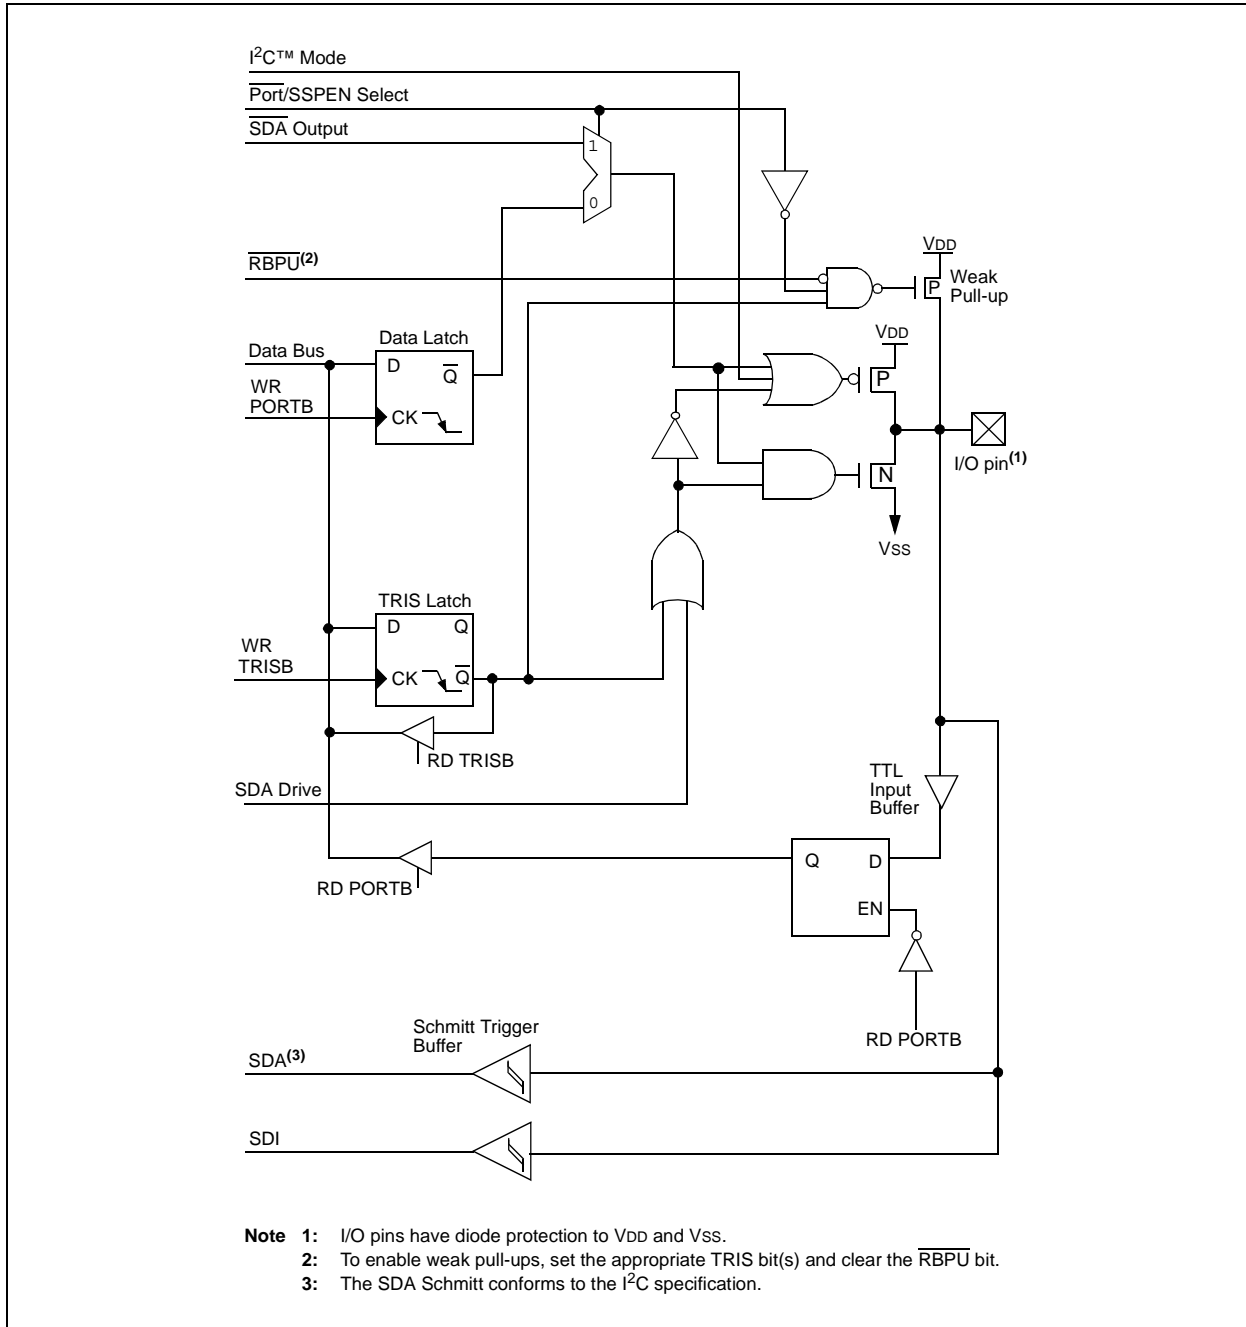 I²C™ Mode
P̅o̅r̅t̅/SSPEN Select
S̅D̅A̅ Output
1
0
R̅B̅P̅U̅(2)
VDD
P
Weak
Pull-up
Data Bus
Data Latch
D
Q̅
WR
PORTB
CK
VDD
P
I/O pin(1)
N
VSS
TRIS Latch
D
Q
WR
TRISB
CK
Q̅
RD TRISB
SDA Drive
TTL
Input
Buffer
Q
D
EN
RD PORTB
RD PORTB
Schmitt Trigger
Buffer
SDA(3)
SDI
Note 1: I/O pins have diode protection to VDD and VSS.
2: To enable weak pull-ups, set the appropriate TRIS bit(s) and clear the R̅B̅P̅U̅ bit.
3: The SDA Schmitt conforms to the I²C specification.